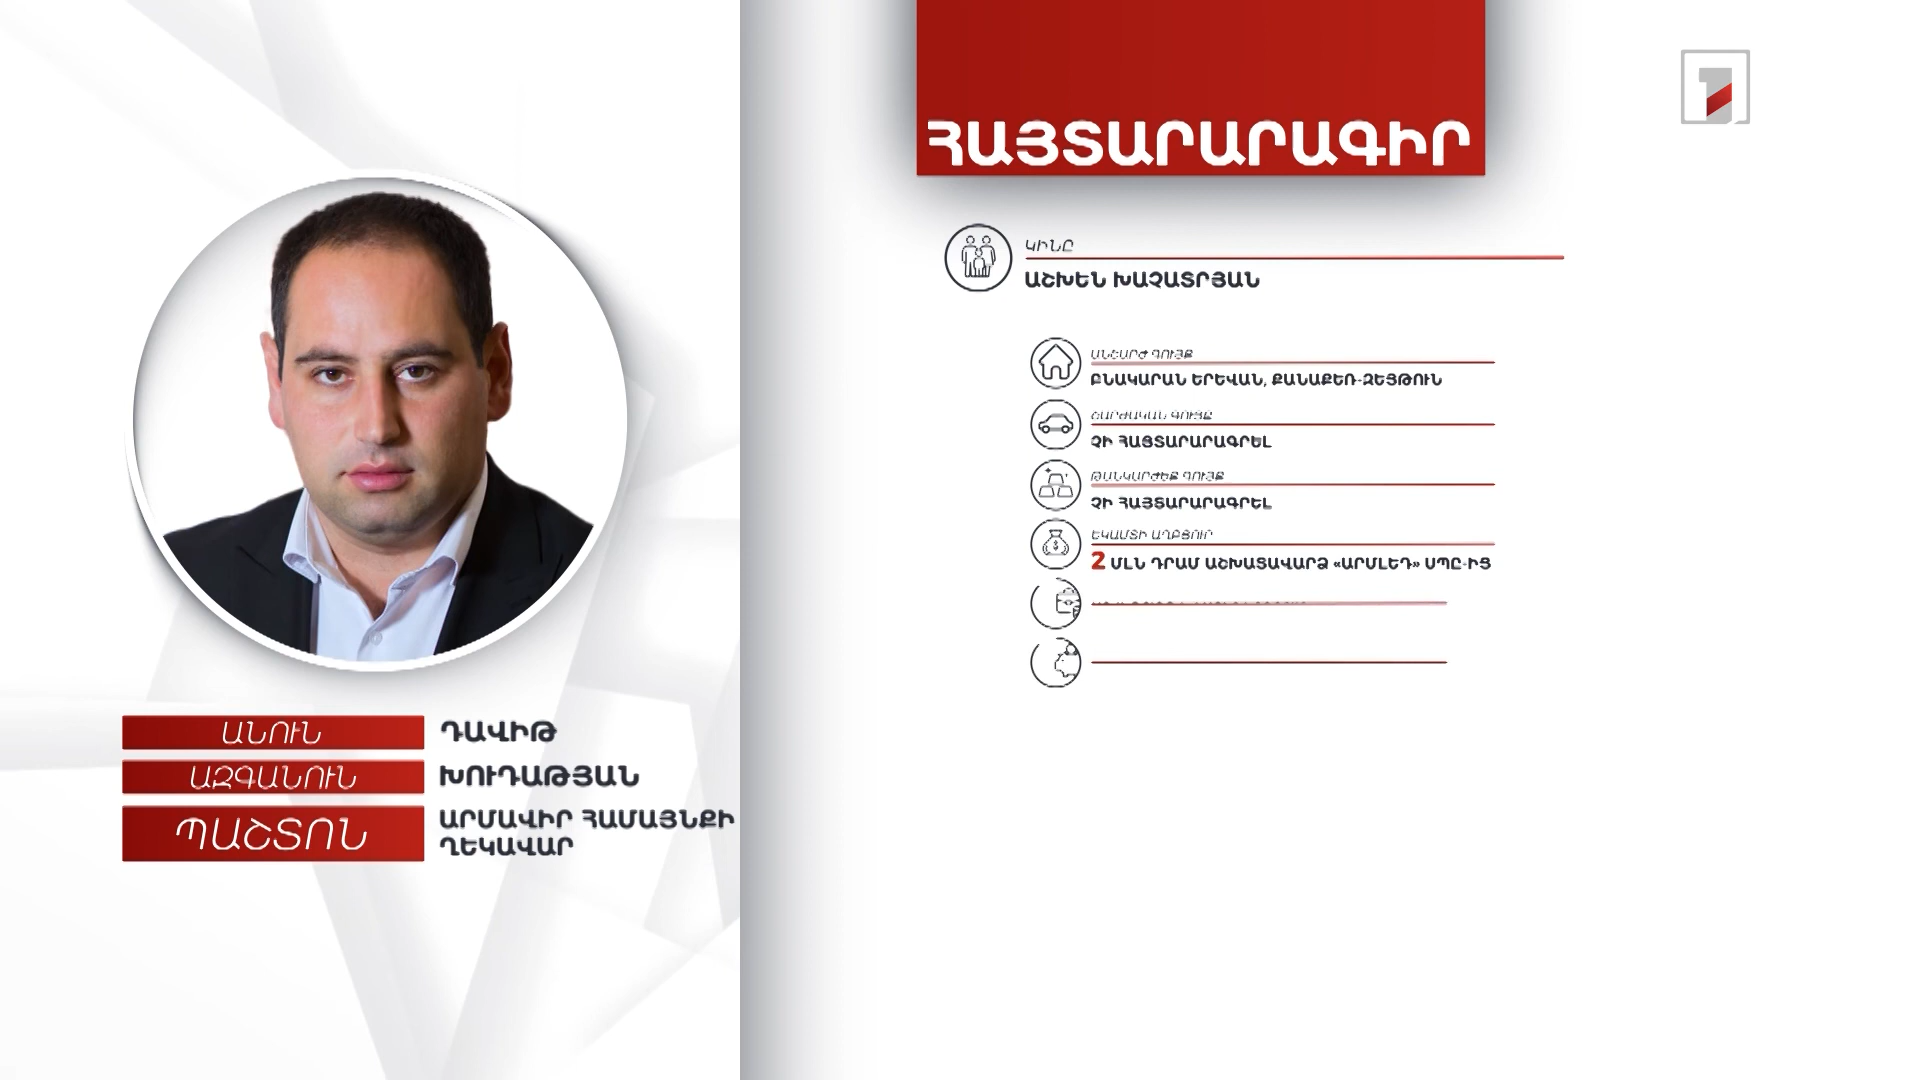 ՀԱՅՏԱՐԱՐԱԳԻՐ
ԿԻՆԸ
ԱՇԽԵՆ ԽԱՉԱՏՐՅԱՆ
ԱՆՇԱՐԺ ԳՈՒՅՔ
ԲՆԱԿԱՐԱՆ ԵՐԵՎԱՆ, ՔԱՆԱՔԵՌ-ԶԵՅԹՈՒՆ
ՇԱՐԺԱԿԱՆ ԳՈՒՅՔ
ՉԻ ՀԱՅՏԱՐԱՐԱԳՐԵԼ
ԹԱՆԿԱՐԺԵՔ ԳՈՒՅՔ
ՉԻ ՀԱՅՏԱՐԱՐԱԳՐԵԼ
ԵԿԱՄՏԻ ԱՂԲՅՈՒՐ
2 ՄԼՆ ԴՐԱՄ ԱՇԽԱՏԱՎԱՐՁ «ԱՐՄԼԵԴ» ՍՊԸ-ԻՑ
ԱՆՈՒՆ ԴԱՎԻԹ
ԱԶԳԱՆՈՒՆ ԽՈՒԴԱԹՅԱՆ
ՊԱՇՏՈՆ ԱՐՄԱՎԻՐ ՀԱՄԱՅՆՔԻ
ՂԵԿԱՎԱՐ